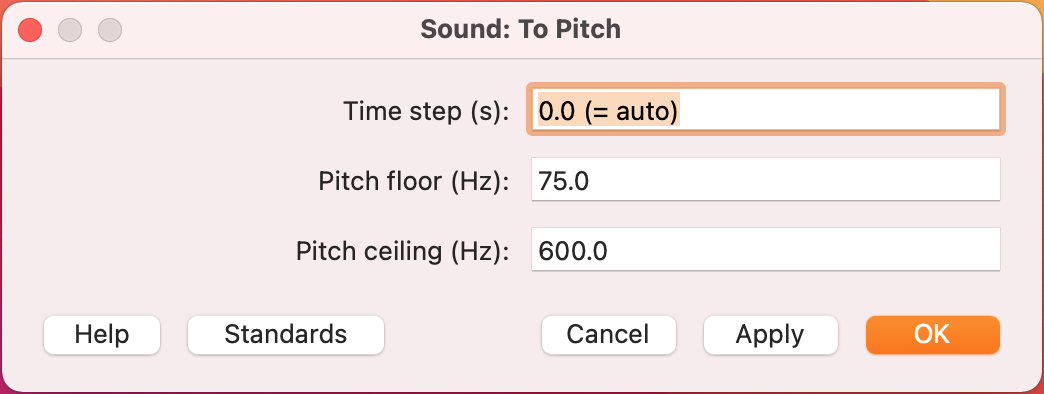 Sound: To Pitch
Time step (s): 0.0 (= auto)
Pitch floor (Hz): 75.0
Pitch ceiling (Hz): 600.0
Help Standards Cancel Apply OK